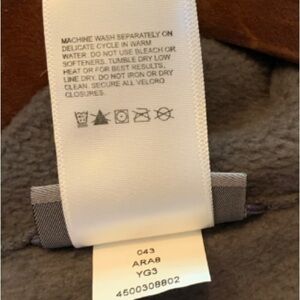 MACHINE WASH SEPARATELY ON
DELICATE CYCLE IN WARM
WATER. DO NOT USE BLEACH OR
SOFTENERS. TUMBLE DRY LOW
HEAT OR FOR BEST RESULTS,
LINE DRY. DO NOT IRON OR DRY
CLEAN. SECURE ALL VELCRO
CLOSURES.
043
ARA8
YG3
4500308802